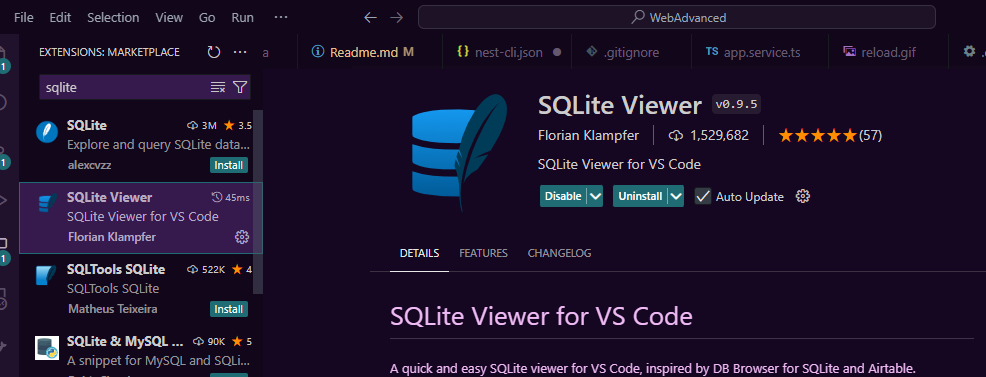 File Edit Selection View Go Run ··· WebAdvanced
EXTENSIONS: MARKETPLACE
a Readme.md M {} nest-cli.json .gitignore TS app.service.ts reload.gif
sqlite
SQLite 3M 3.5
Explore and query SQLite data...
alexcvzz Install
SQLite Viewer 45ms
SQLite Viewer for VS Code
Florian Klampfer
SQLTools SQLite 522K 4
SQLTools SQLite
Matheus Teixeira Install
SQLite & MySQL ... 90K 5
A snippet for MySQL and SQLi...
Install
SQLite Viewer v0.9.5
Florian Klampfer 1,529,682 (57)
SQLite Viewer for VS Code
Disable Uninstall Auto Update
DETAILS FEATURES CHANGELOG
SQLite Viewer for VS Code
A quick and easy SQLite viewer for VS Code, inspired by DB Browser for SQLite and Airtable.
1
1
1